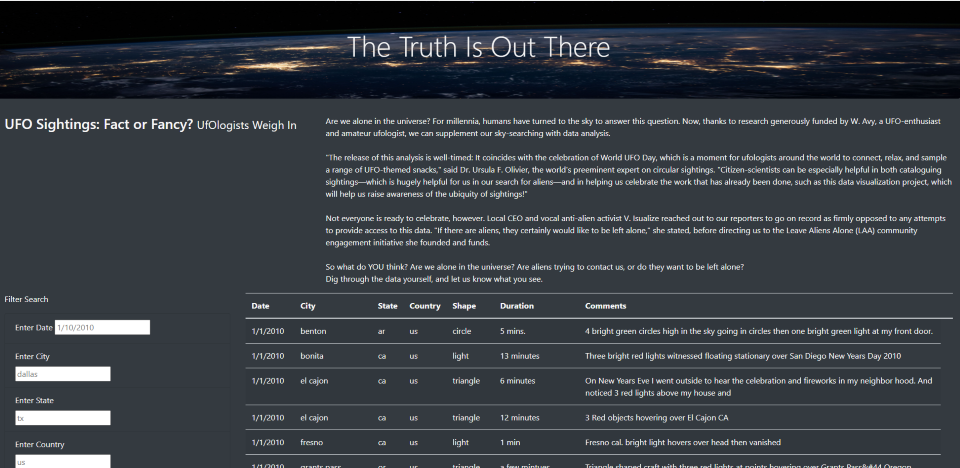 The Truth Is Out There
UFO Sightings: Fact or Fancy? UfOlogists Weigh In
Are we alone in the universe? For millennia, humans have turned to the sky to answer this question. Now, thanks to research generously funded by W. Avy, a UFO-enthusiast
and amateur ufologist, we can supplement our sky-searching with data analysis.
"The release of this analysis is well-timed: It coincides with the celebration of World UFO Day, which is a moment for ufologists around the world to connect, relax, and sample
a range of UFO-themed snacks," said Dr. Ursula F. Olivier, the world's preeminent expert on circular sightings. "Citizen-scientists can be especially helpful in both cataloguing
sightings—which is hugely helpful for us in our search for aliens—and in helping us celebrate the work that has already been done, such as this data visualization project, which
will help us raise awareness of the ubiquity of sightings!"
Not everyone is ready to celebrate, however. Local CEO and vocal anti-alien activist V. Isualize reached out to our reporters to go on record as firmly opposed to any attempts
to provide access to this data. "If there are aliens, they certainly would like to be left alone," she stated, before directing us to the Leave Aliens Alone (LAA) community
engagement initiative she founded and funds.
So what do YOU think? Are we alone in the universe? Are aliens trying to contact us, or do they want to be left alone?
Dig through the data yourself, and let us know what you see.
Filter Search
Enter Date 1/10/2010
Enter City
dallas
Enter State
tx
Enter Country
us
Date City State Country Shape Duration Comments
1/1/2010 benton ar us circle 5 mins. 4 bright green circles high in the sky going in circles then one bright green light at my front door.
1/1/2010 bonita ca us light 13 minutes Three bright red lights witnessed floating stationary over San Diego New Years Day 2010
1/1/2010 el cajon ca us triangle 6 minutes On New Years Eve I went outside to hear the celebration and fireworks in my neighbor hood. And
noticed 3 red lights above my house and
1/1/2010 el cajon ca us triangle 12 minutes 3 Red objects hovering over El Cajon CA
1/1/2010 fresno ca us light 1 min Fresno cal. bright light hovers over head then vanished
1/1/2010 grants pass or us triangle a few mintues Triangle shaped craft with three red lights at points hovering over Grants Pass&#44 Oregon